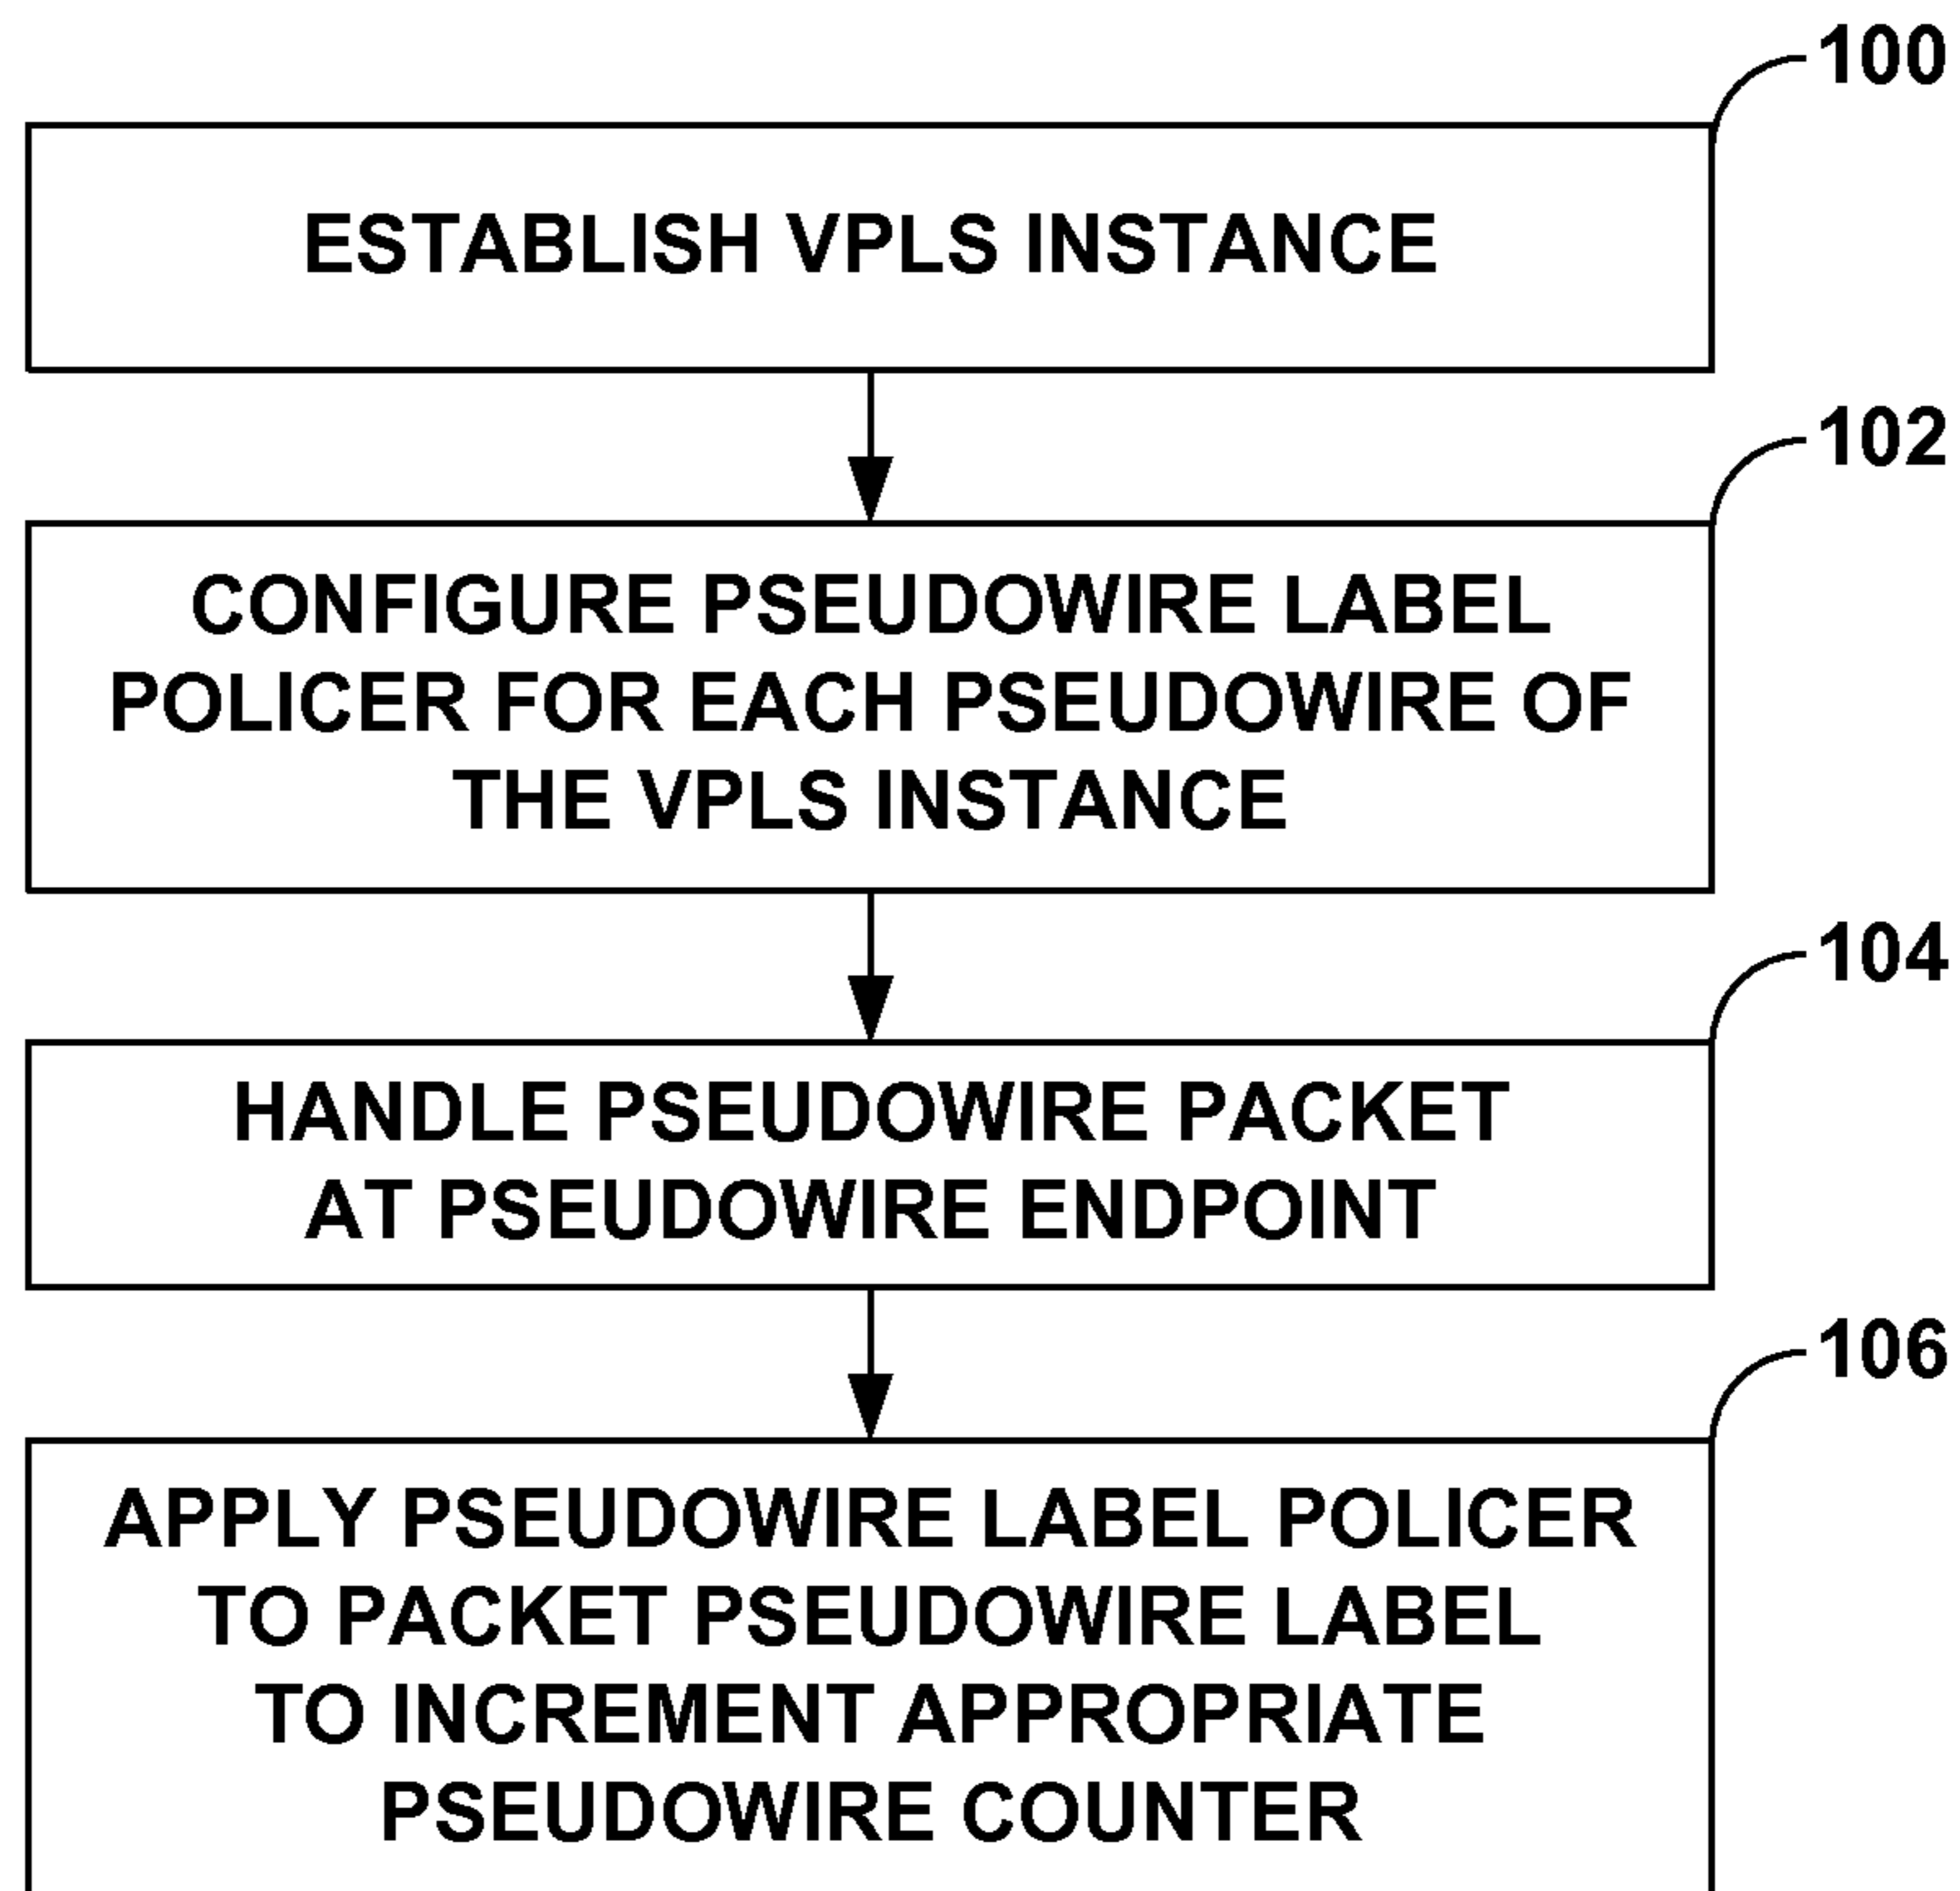 100
ESTABLISH VPLS INSTANCE
102
CONFIGURE PSEUDOWIRE LABEL
POLICER FOR EACH PSEUDOWIRE OF
THE VPLS INSTANCE
104
HANDLE PSEUDOWIRE PACKET
AT PSEUDOWIRE ENDPOINT
106
APPLY PSEUDOWIRE LABEL POLICER
TO PACKET PSEUDOWIRE LABEL
TO INCREMENT APPROPRIATE
PSEUDOWIRE COUNTER